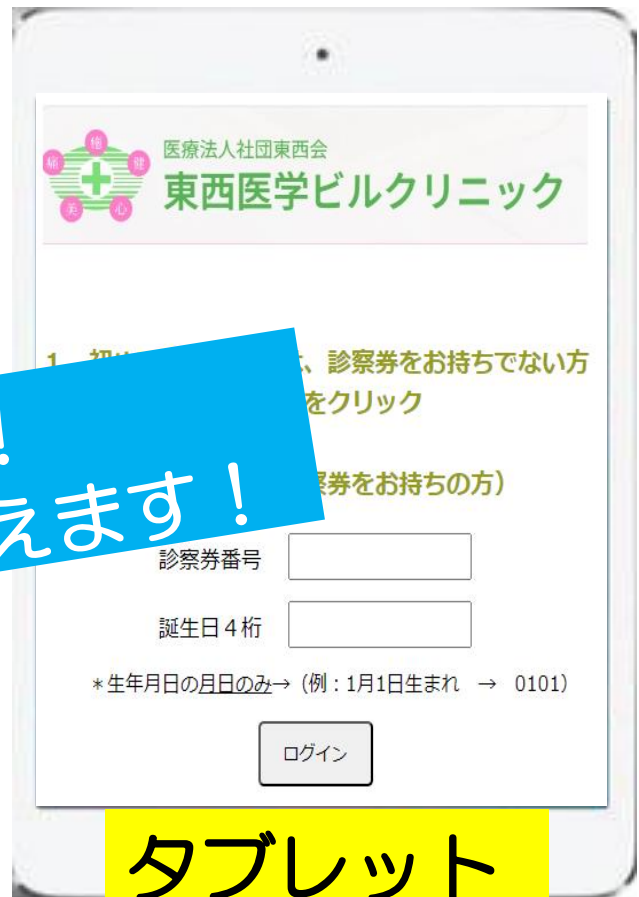 医療法人社団東西会
東西医学ビルクリニック
1. 初 、診察券をお持ちでない方
をクリック
！
えます！
察券をお持ちの方）
診察券番号
誕生日４桁
＊生年月日の月日のみ→（例：1月1日生まれ　→　0101）
ログイン
タブレット